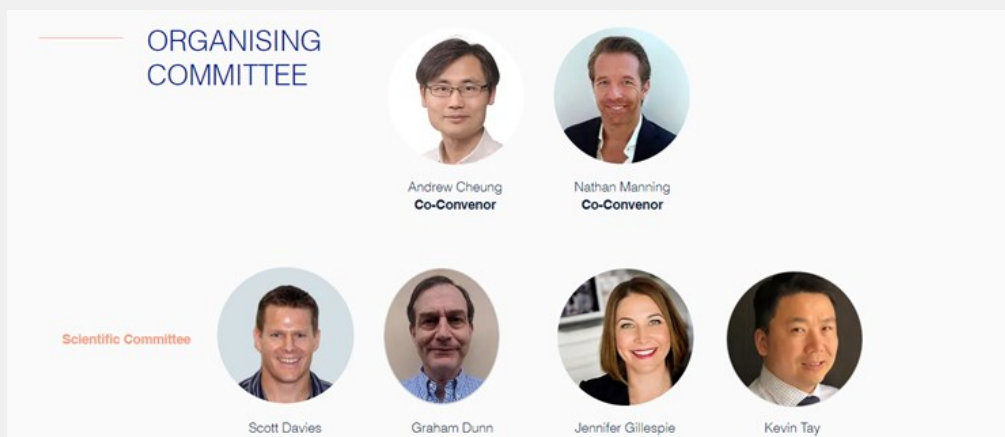 ORGANISING
COMMITTEE
Andrew Cheung
Co-Convenor
Nathan Manning
Co-Convenor
Scientific Committee
Scott Davies
Graham Dunn
Jennifer Gillespie
Kevin Tay